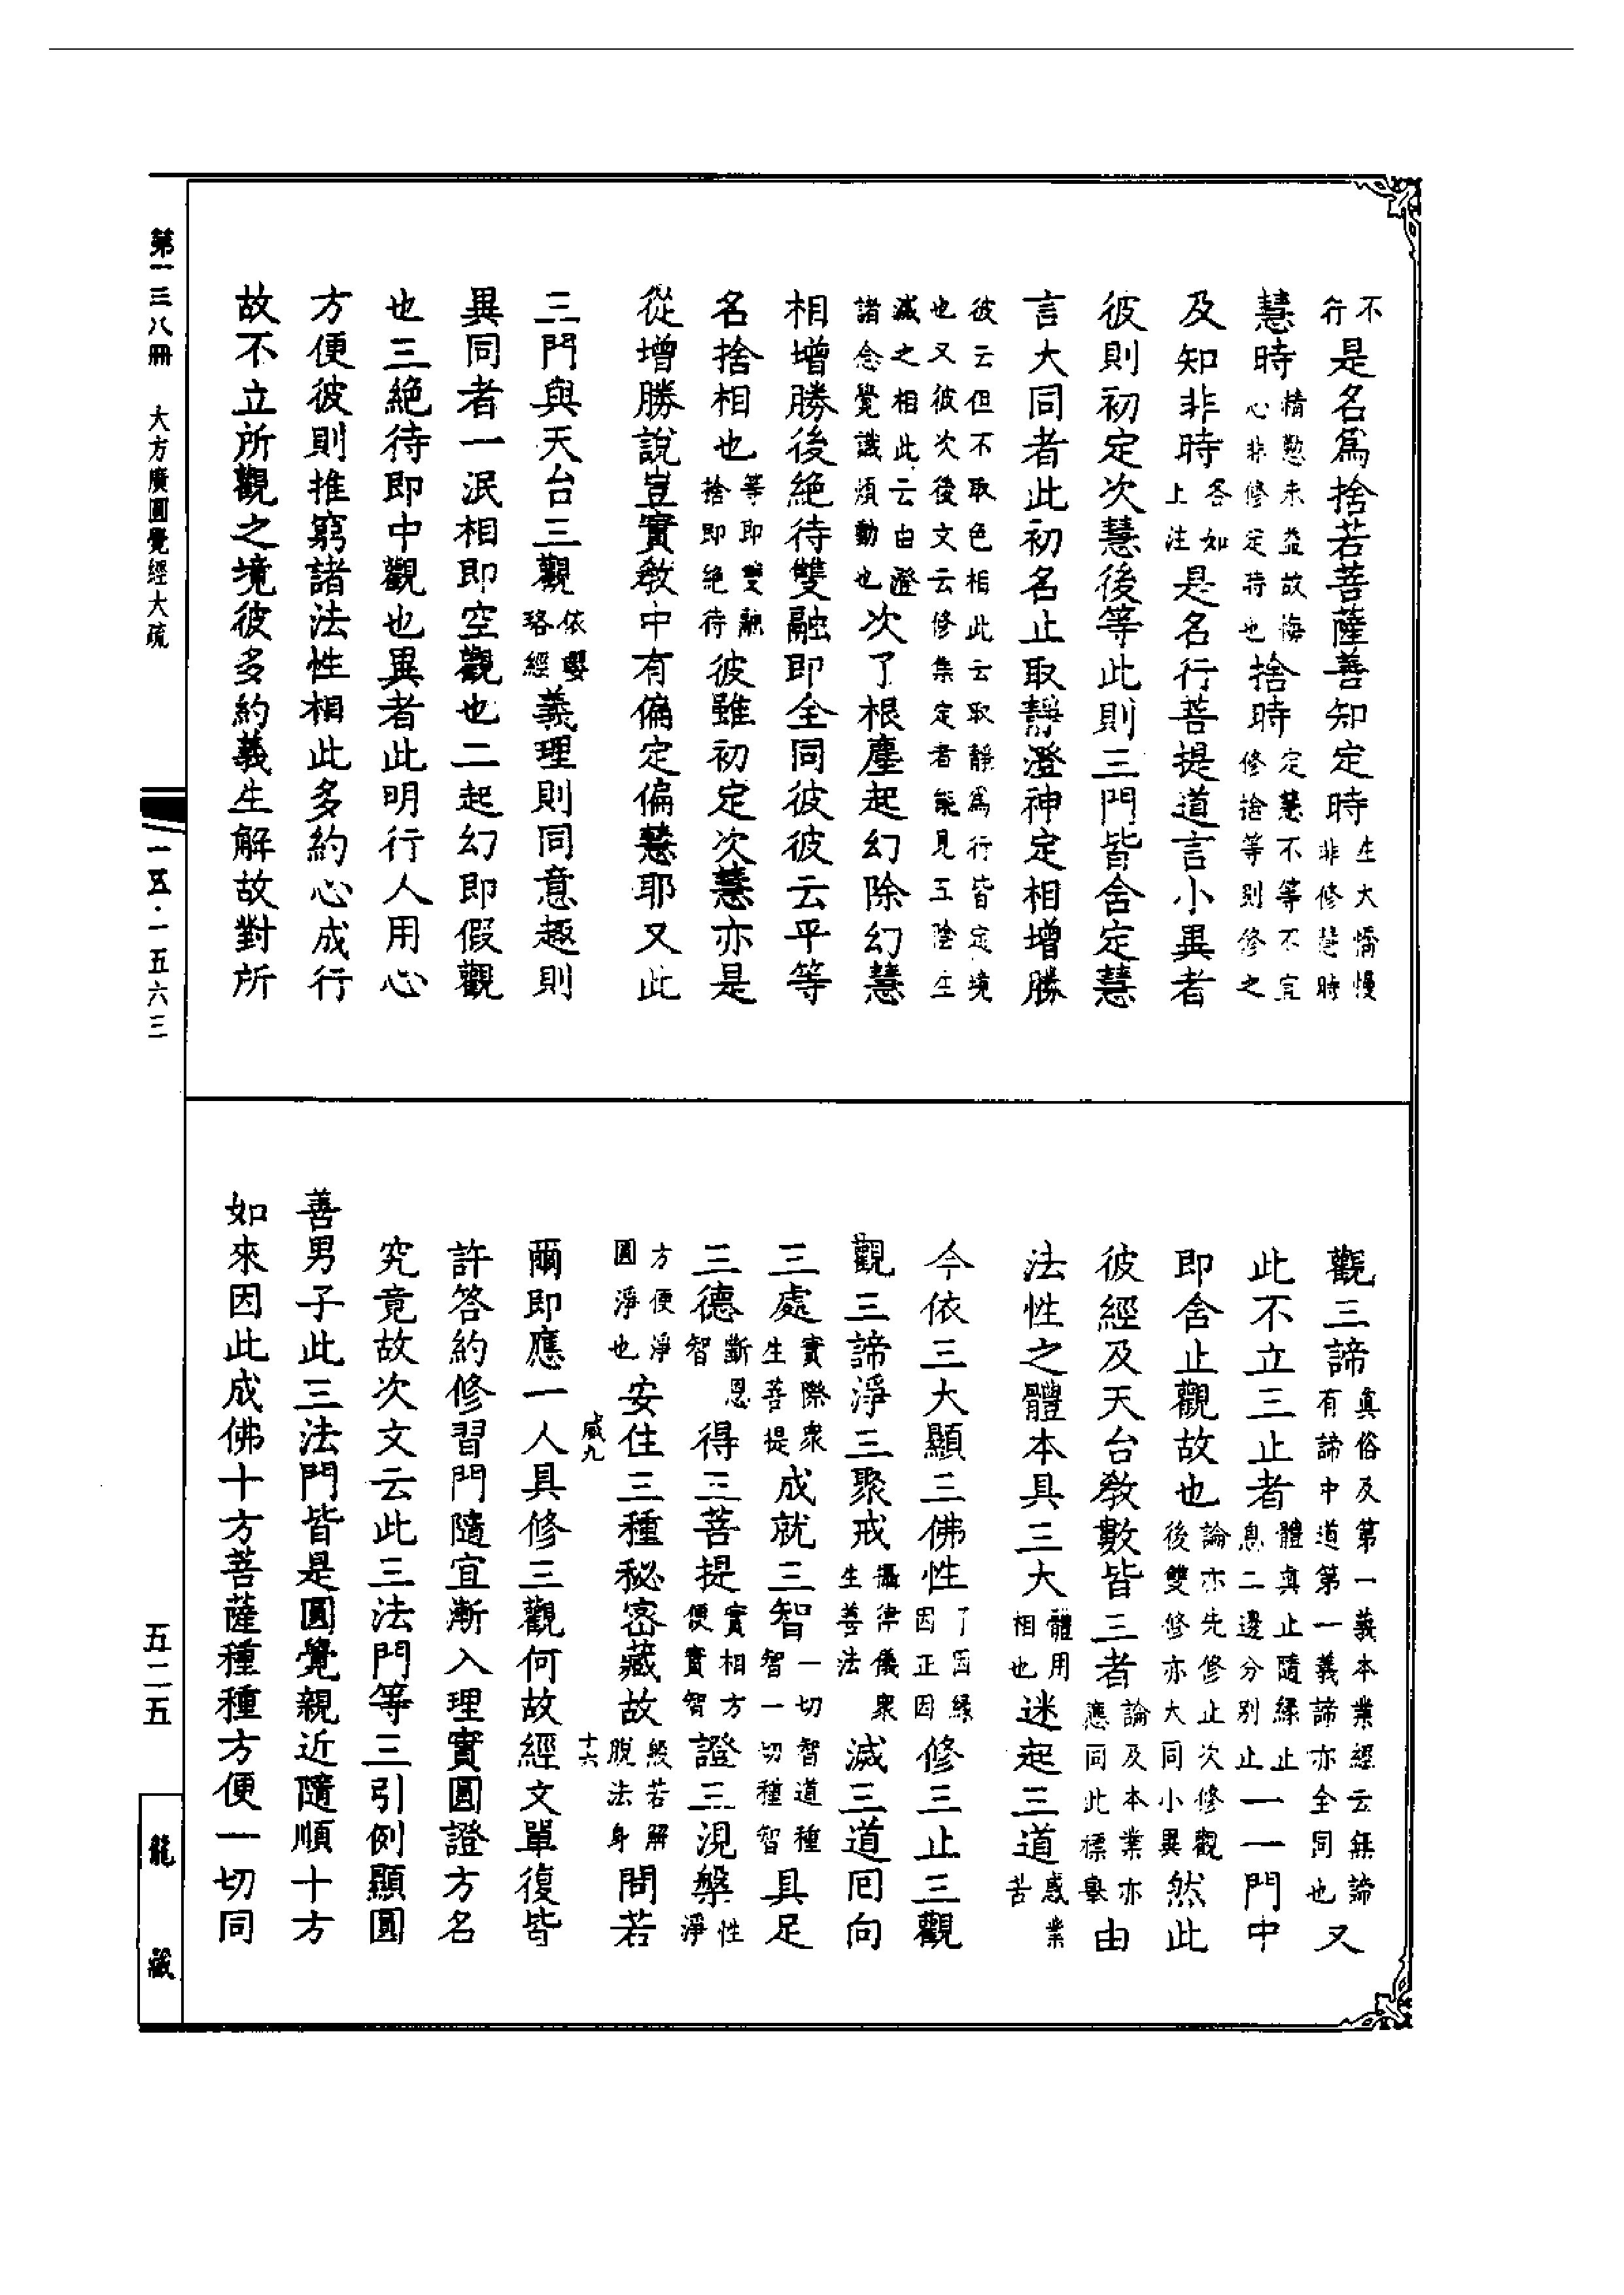 不行是名爲捨若菩薩善知定時生大憍慢非修慧時
慧時精懃未益故悔心非修定時也捨時定慧不等不宜修捨等則修之
及知非時各如上注是名行菩提道言小異者
彼則初定次慧後等此則三門皆含定慧
言大同者此初名止取靜澄神定相增勝
彼云但不取色相此云取靜爲行皆定境也又彼次後文云修集定者能見五陰生
滅之相此云由澄諸念覺識煩動也次了根塵起幻除幻慧
相增勝後絶待雙融即全同彼彼云平等
名捨相也等即雙融捨即絶待彼雖初定次慧亦是
從增勝說豈實教中有偏定偏慧耶又此
三門與天台三觀依瓔珞經義理則同意趣則
異同者一泯相即空觀也二起幻即假觀
也三絶待即中觀也異者此明行人用心
方便彼則推窮諸法性相此多約心成行
故不立所觀之境彼多約義生解故對所
觀三諦真俗及第一義本業經云無諦有諦中道第一義諦亦全同也又
此不立三止者體真止隨緣止息二邊分別止一一門中
即含止觀故也論亦先修止次修觀後雙修亦大同小異然此
彼經及天台教數皆三者論及本業亦應同此標舉由
法性之體本具三大體用相也迷起三道惑業苦
今依三大顯三佛性了因緣因正因修三止三觀
觀三諦淨三聚戒攝律儀衆生善法滅三道囘向
三處實際衆生菩提成就三智一切智道種智一切種智具足
三德斷恩智得三菩提實相方便實智證三涅槃性淨
方便淨圓淨也安住三種秘密藏故般若解脫法身問若
爾即應一人具修三觀何故經文單復皆
許答約修習門隨宜漸入理實圓證方名
究竟故次文云此三法門等三引例顯圓
善男子此三法門皆是圓覺親近隨順十方
如來因此成佛十方菩薩種種方便一切同
咸九
十六
第一三八冊 大方廣圓覺經大疏
一五·一五六三
五二五
龍藏